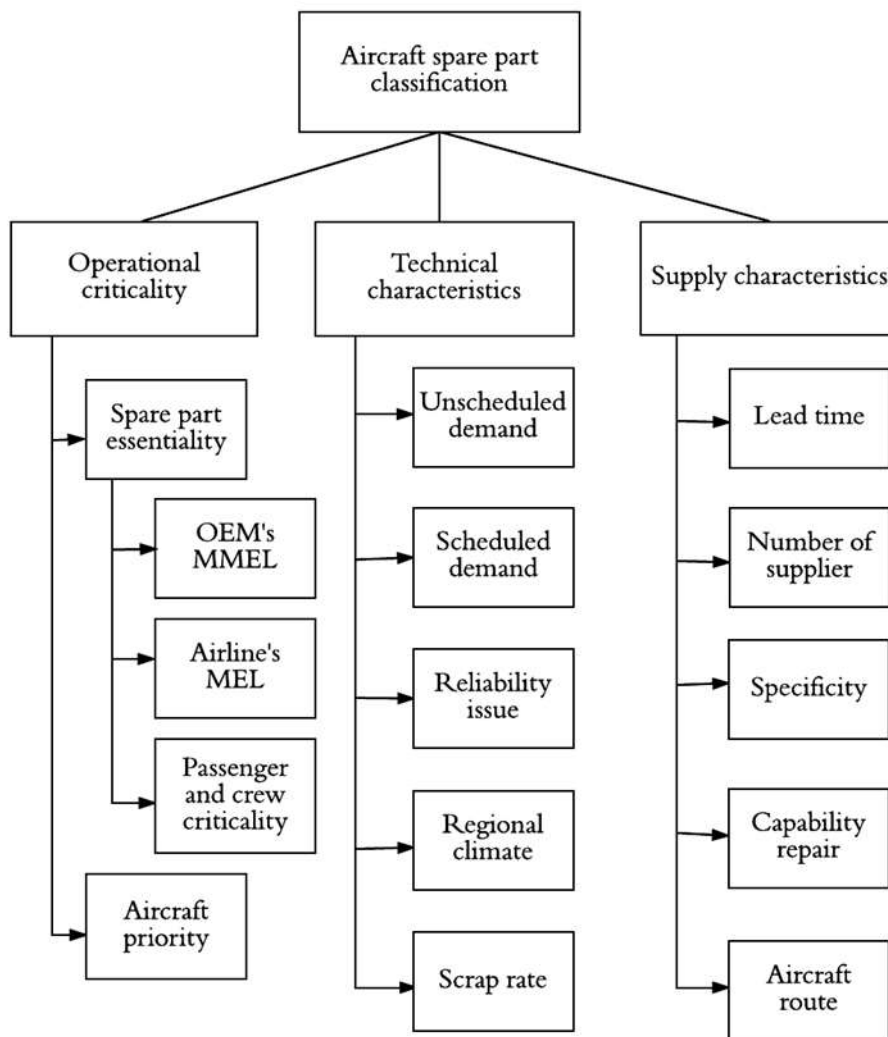 Aircraft spare part
classification
Operational
criticality
Technical
characteristics
Supply characteristics
Spare part
essentiality
OEM's
MMEL
Airline's
MEL
Passenger
and crew
criticality
Aircraft
priority
Unscheduled
demand
Scheduled
demand
Reliability
issue
Regional
climate
Scrap rate
Lead time
Number of
supplier
Specificity
Capability
repair
Aircraft
route